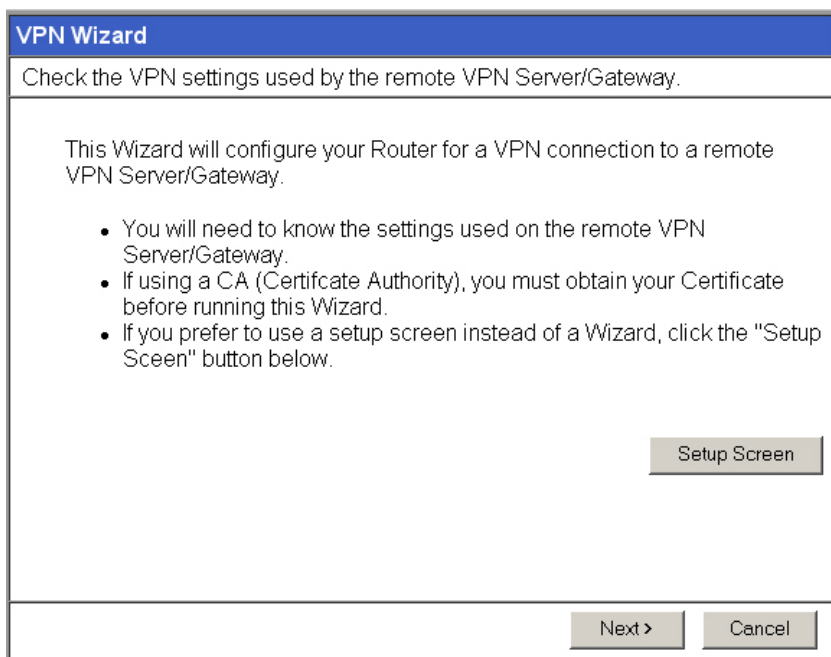 VPN Wizard
Check the VPN settings used by the remote VPN Server/Gateway.
This Wizard will configure your Router for a VPN connection to a remote
VPN Server/Gateway.
• You will need to know the settings used on the remote VPN
Server/Gateway.
• If using a CA (Certifcate Authority), you must obtain your Certificate
before running this Wizard.
• If you prefer to use a setup screen instead of a Wizard, click the "Setup
Sceen" button below.
Setup Screen
Next >
Cancel